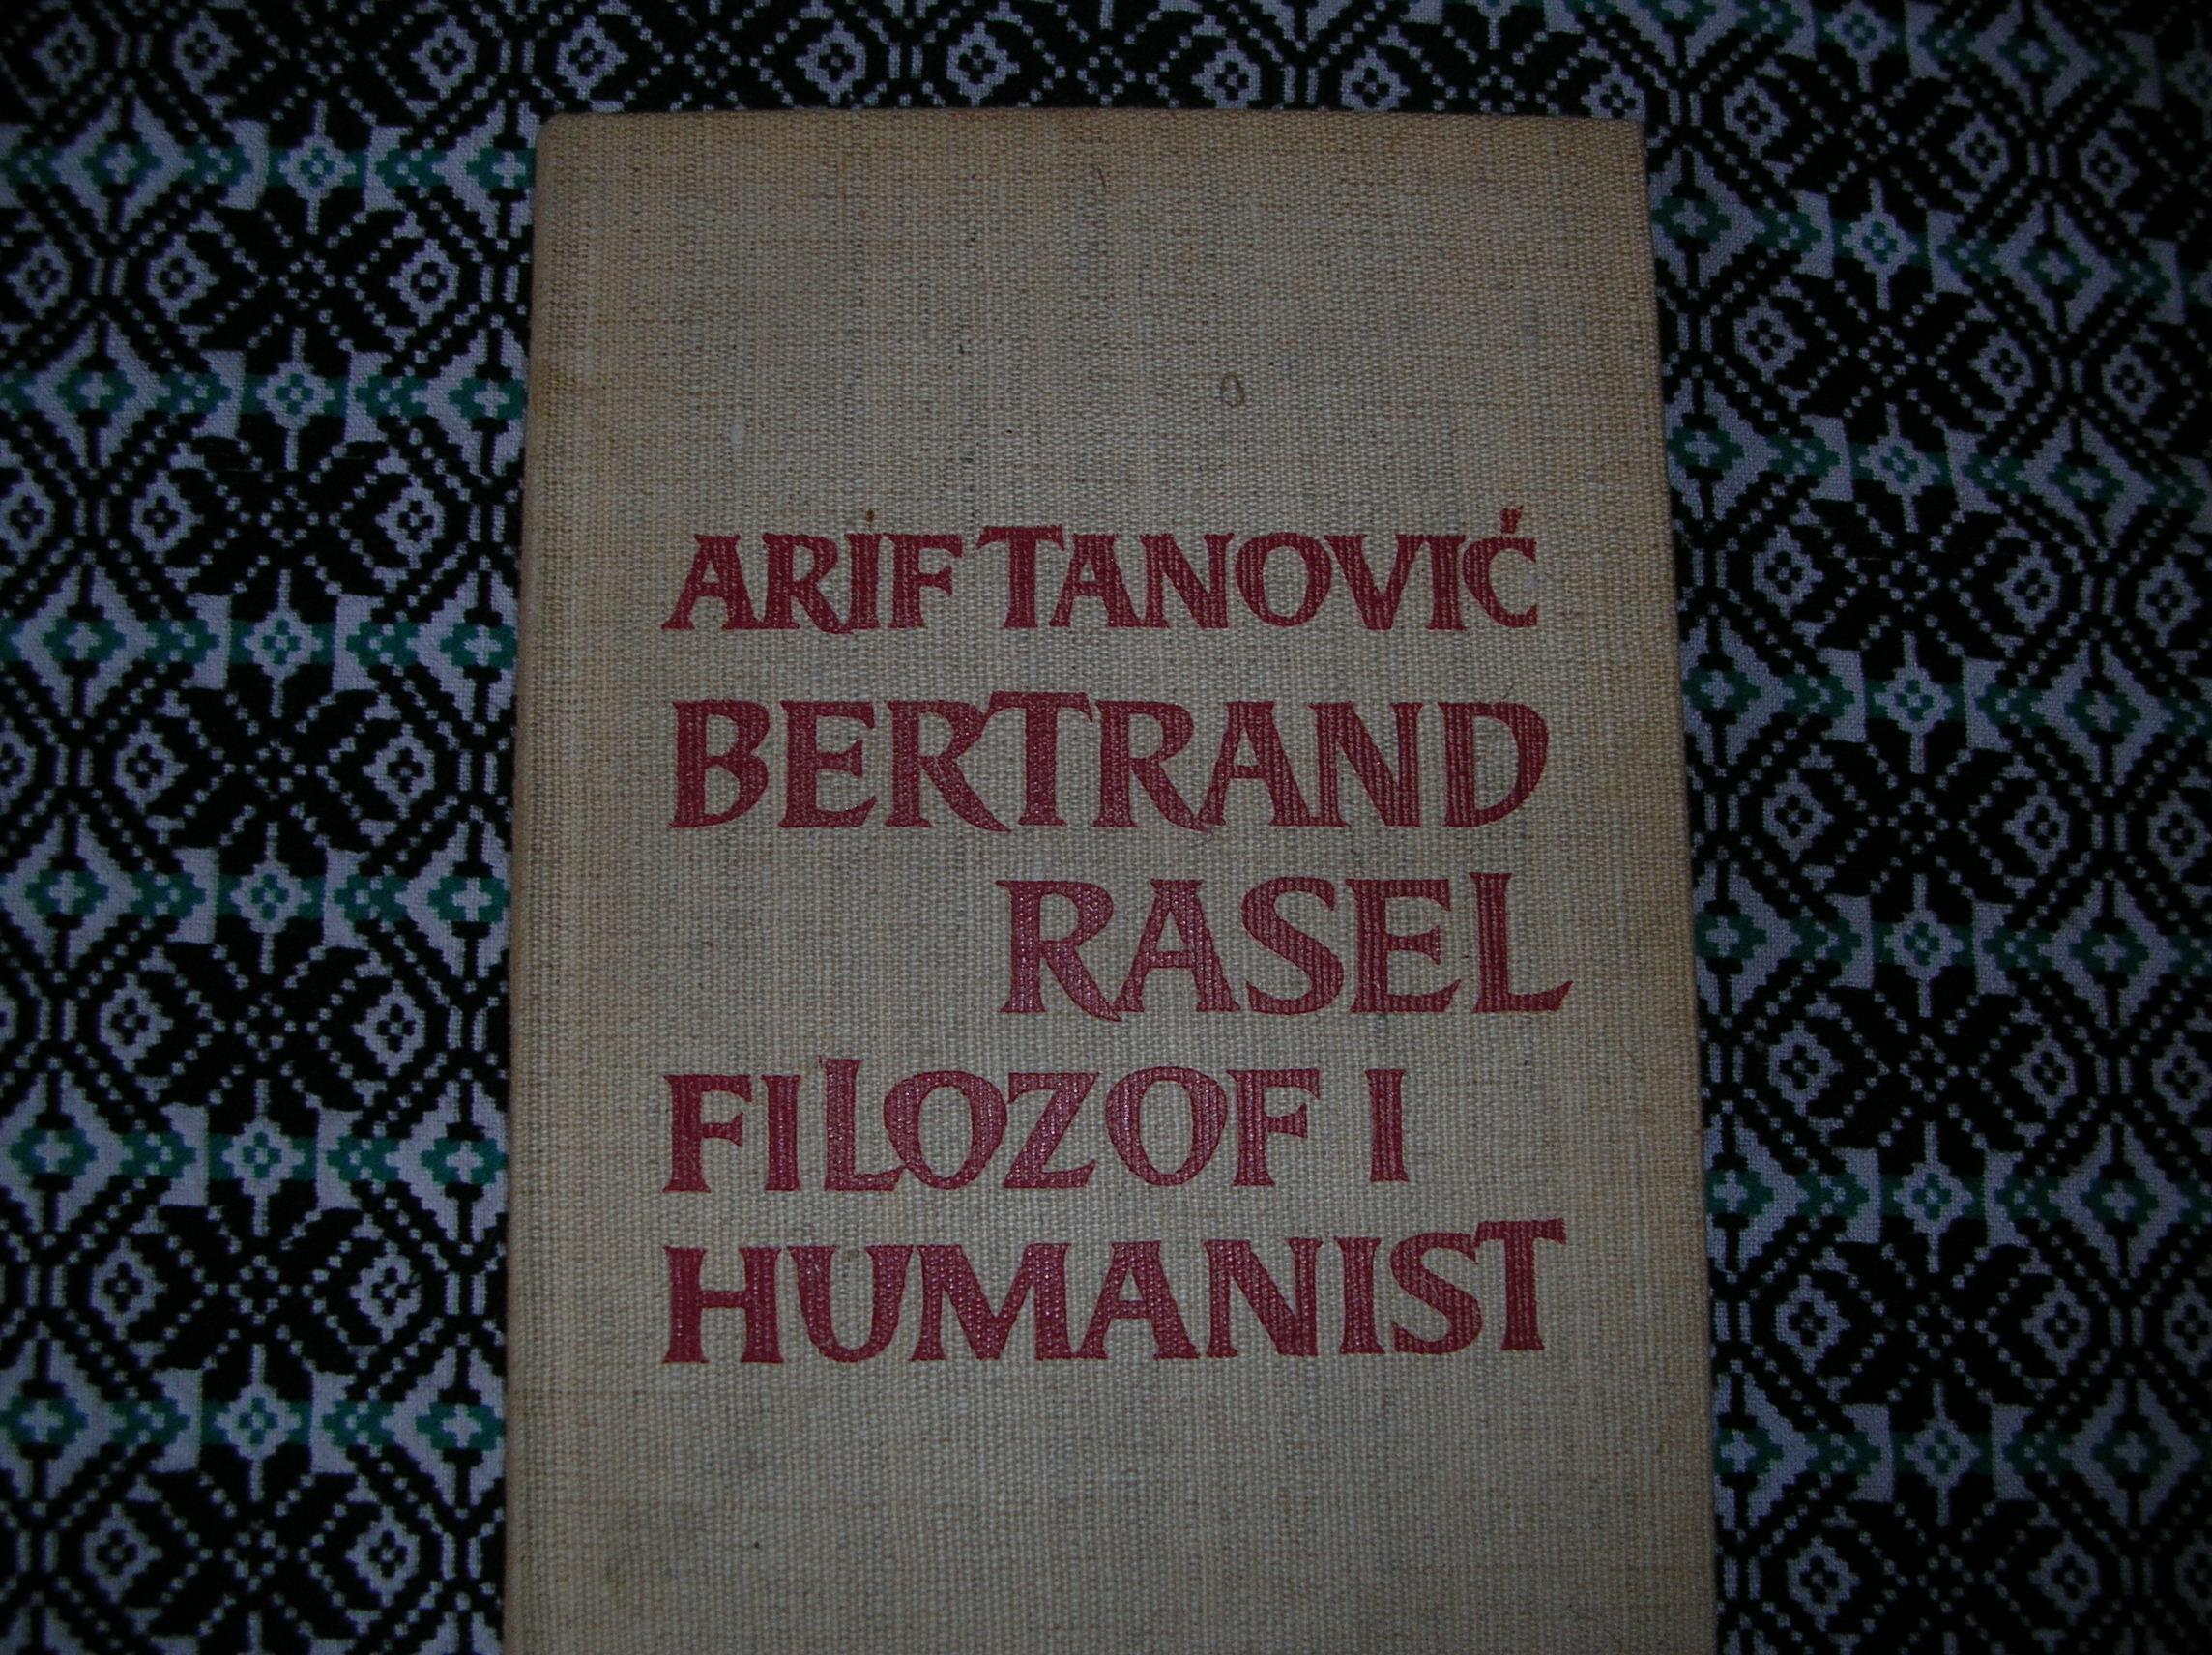 ARIF TANOVIĆ
BERTRAND
RASEL
FILOZOF I
HUMANIST